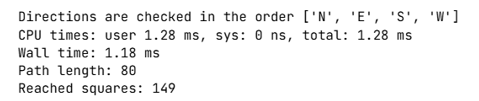 Directions are checked in the order ['N', 'E', 'S', 'W']
CPU times: user 1.28 ms, sys: 0 ns, total: 1.28 ms
Wall time: 1.18 ms
Path length: 80
Reached squares: 149